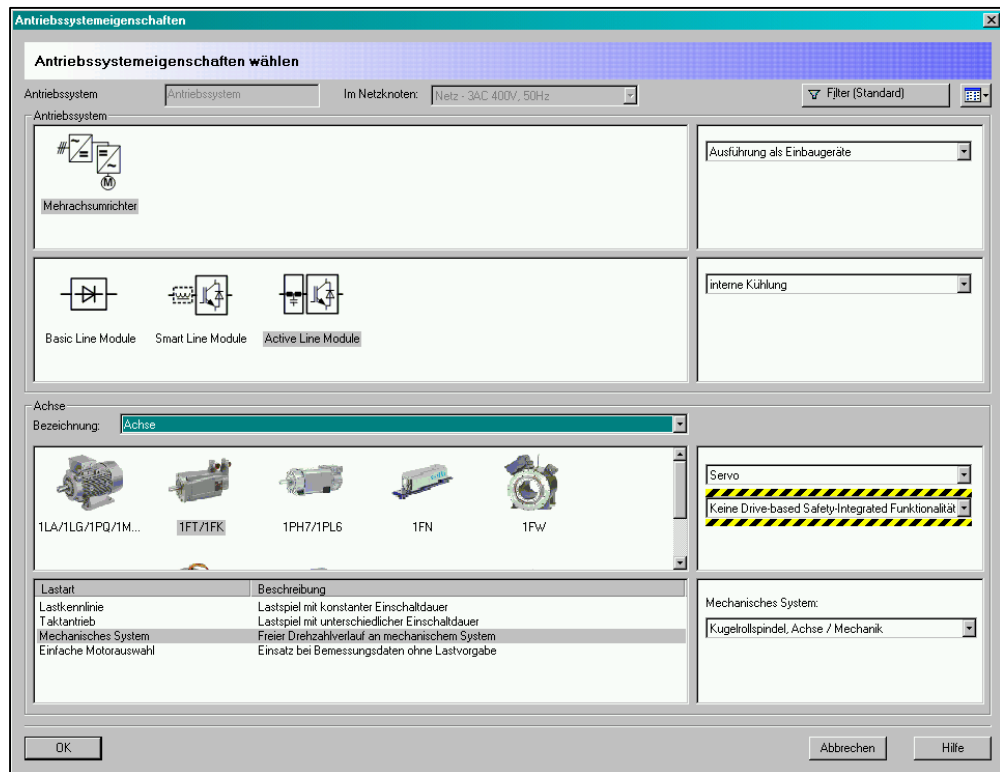 Antriebssystemeigenschaften
Antriebssystemeigenschaften wählen
Antriebssystem Antriebssystem Im Netzknoten: Netz - 3AC 400V, 50Hz Filter (Standard)
Antriebssystem
Mehrachsumrichter
Ausführung als Einbaugeräte
Basic Line Module Smart Line Module Active Line Module
interne Kühlung
Achse
Bezeichnung: Achse
1LA/1LG/1PQ/1M... 1FT/1FK 1PH7/1PL6 1FN 1FW
Servo
Keine Drive-based Safety-Integrated Funktionalität
Lastart Beschreibung
Lastkennlinie Lastspiel mit konstanter Einschaltdauer
Taktantrieb Lastspiel mit unterschiedlicher Einschaltdauer
Mechanisches System Freier Drehzahlverlauf an mechanischem System
Einfache Motorauswahl Einsatz bei Bemessungsdaten ohne Lastvorgabe
Mechanisches System:
Kugelrollspindel, Achse / Mechanik
OK Abbrechen Hilfe